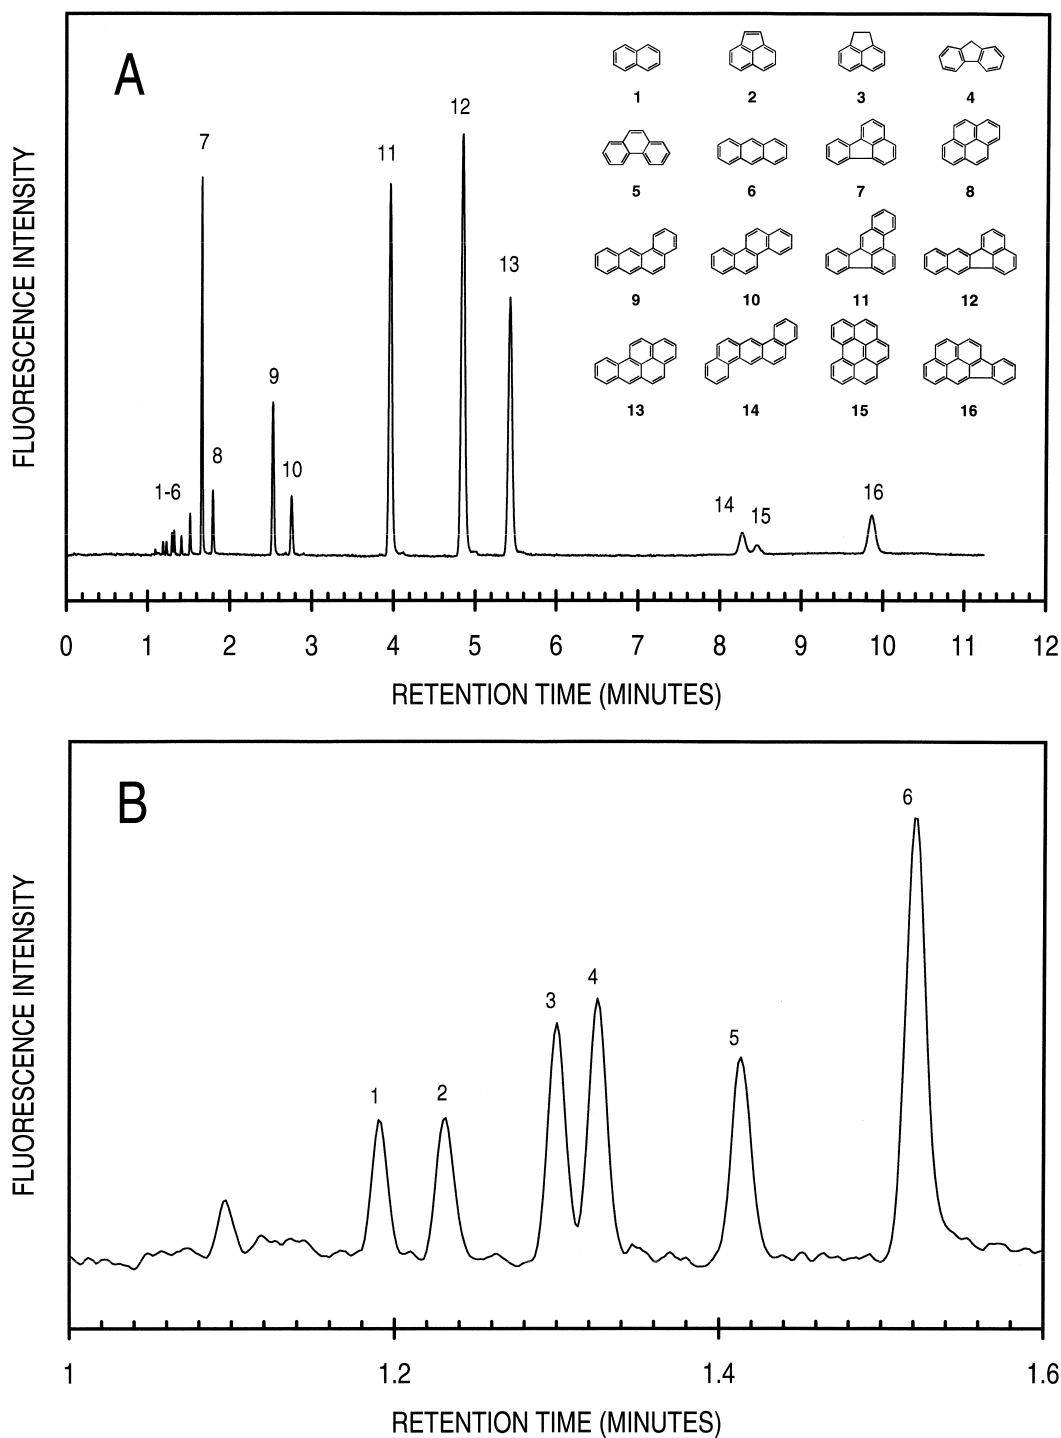 A
FLUORESCENCE INTENSITY
1 2 3 4
5 6 7 8
9 10 11 12
13 14 15 16
12
7
11
13
9
8
10
1-6
14
15
16
0 1 2 3 4 5 6 7 8 9 10 11 12
RETENTION TIME (MINUTES)
B
FLUORESCENCE INTENSITY
6
4
3
5
1
2
1 1.2 1.4 1.6
RETENTION TIME (MINUTES)